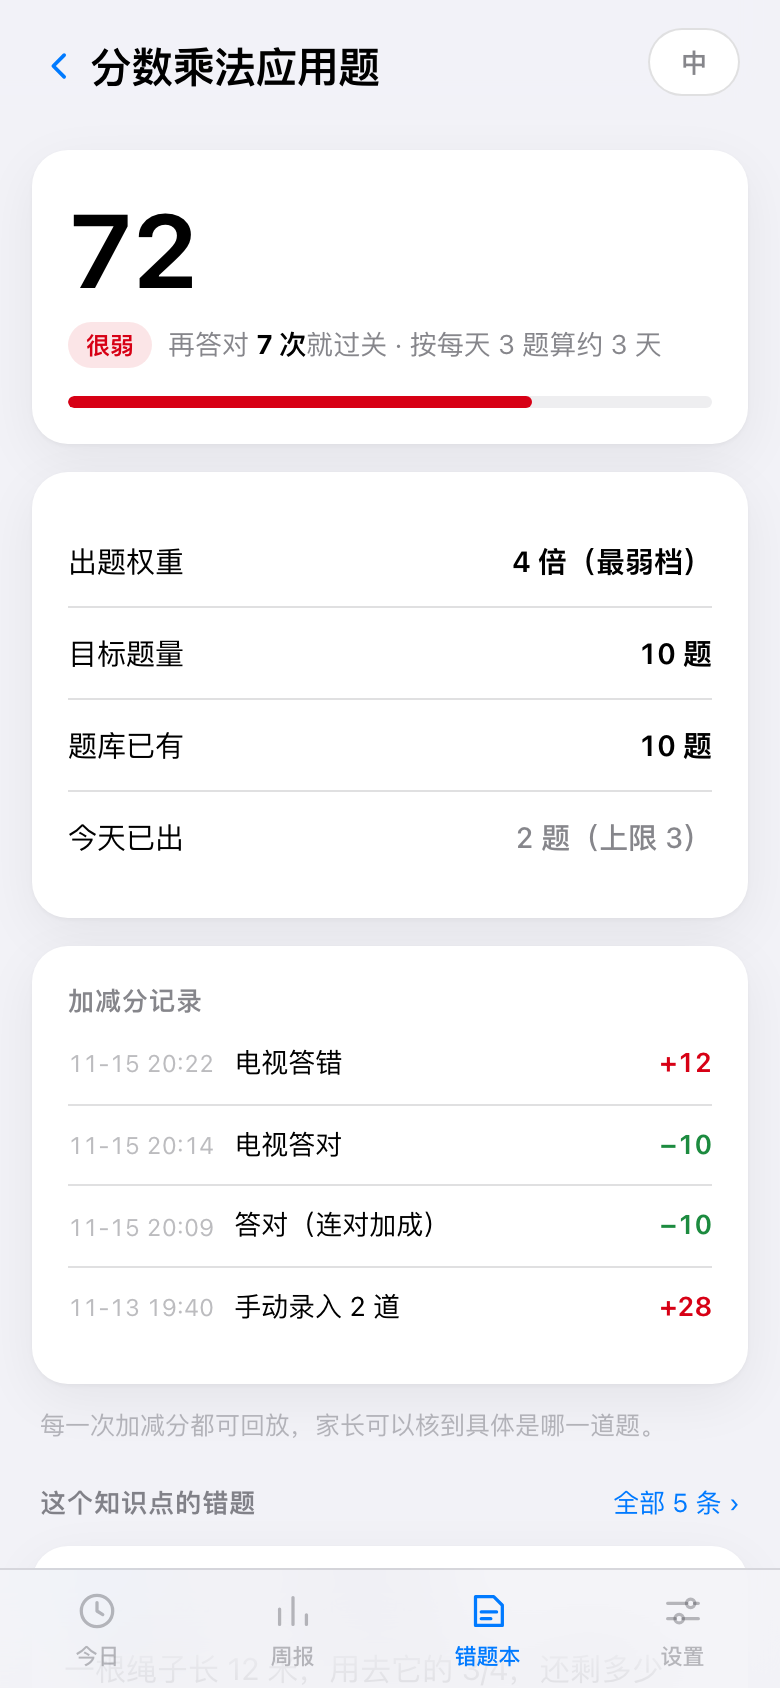 分数乘法应用题
中
72
很弱 再答对 7 次就过关 · 按每天 3 题算约 3 天
出题权重 4 倍（最弱档）
目标题量 10 题
题库已有 10 题
今天已出 2 题（上限 3）
加减分记录
11-15 20:22 电视答错 +12
11-15 20:14 电视答对 −10
11-15 20:09 答对（连对加成） −10
11-13 19:40 手动录入 2 道 +28
每一次加减分都可回放，家长可以核到具体是哪一道题。
这个知识点的错题 全部 5 条 ›
一根绳子长 12 米，用去它的 3/4，还剩多少
今日 周报 错题本 设置